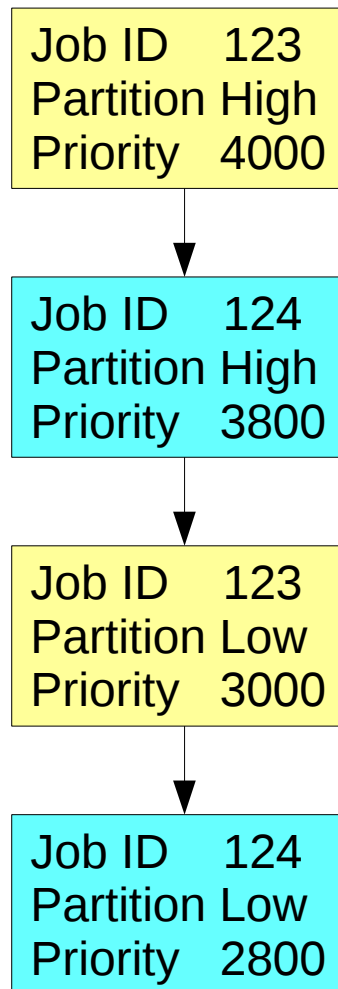 Job ID 123
Partition High
Priority 4000
Job ID 124
Partition High
Priority 3800
Job ID 123
Partition Low
Priority 3000
Job ID 124
Partition Low
Priority 2800